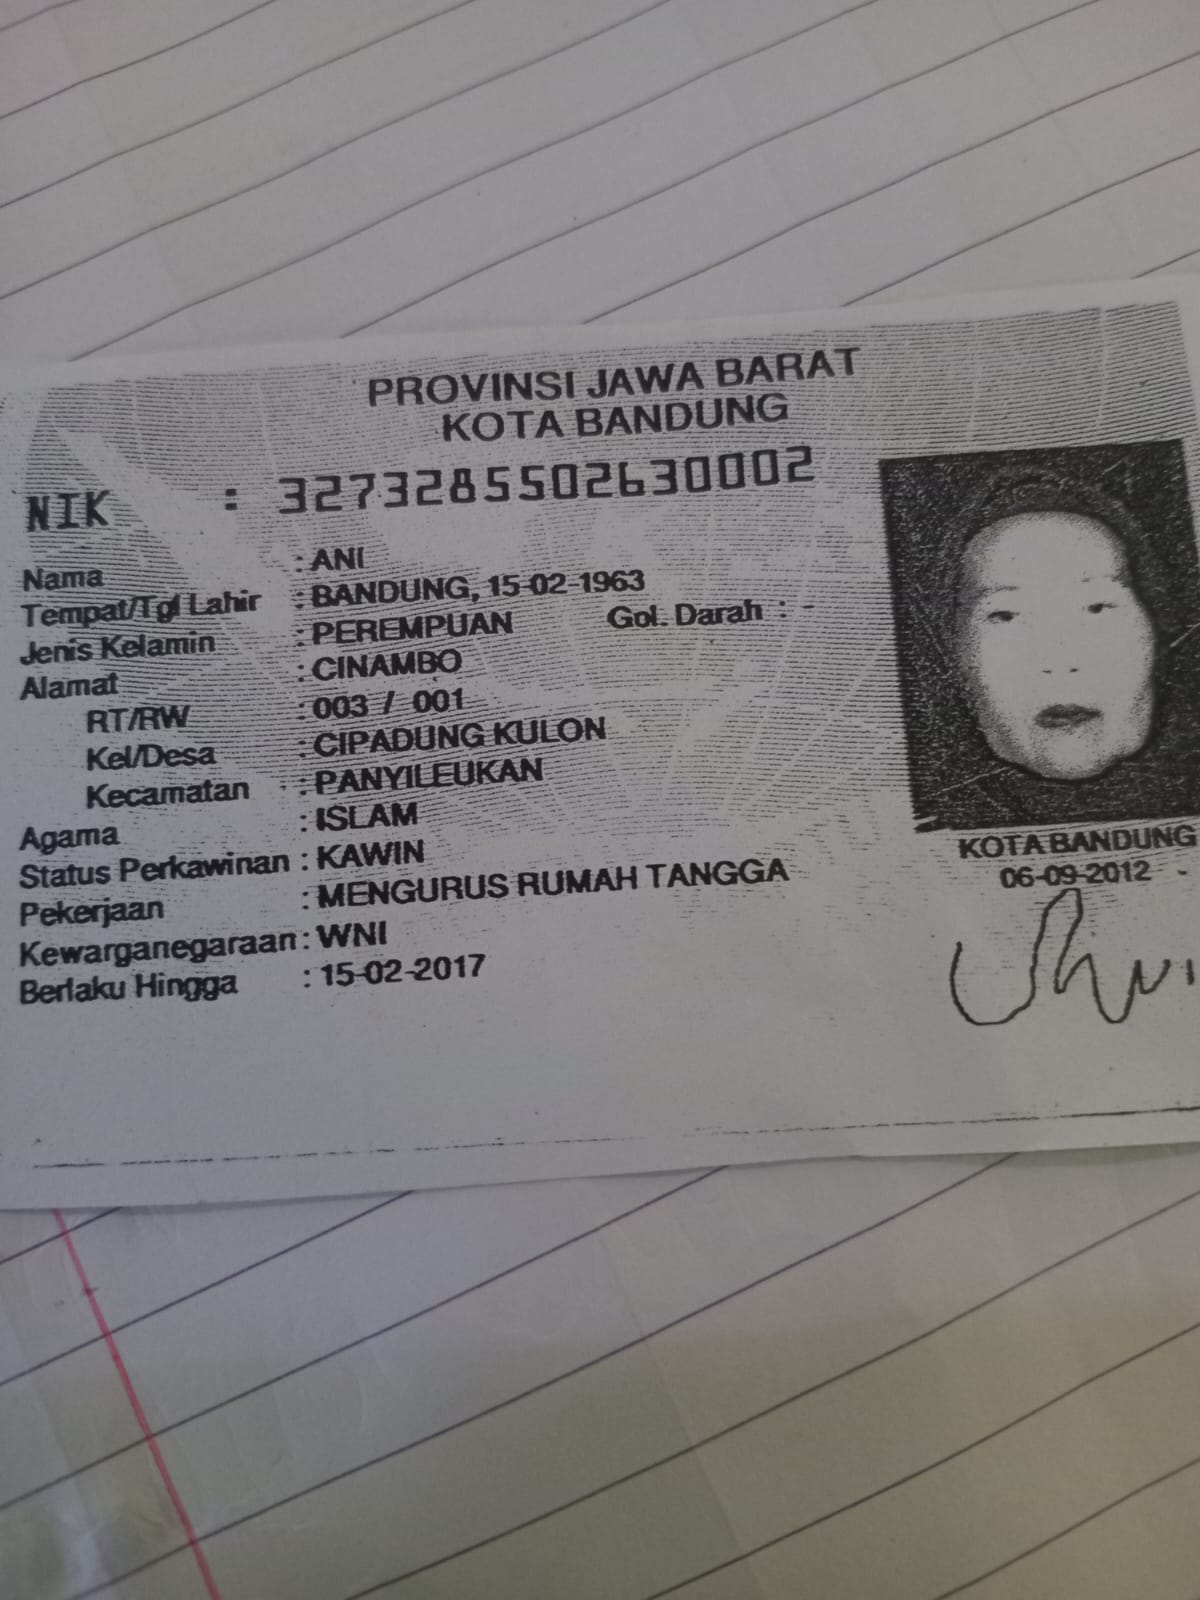 PROVINSI JAWA BARAT
KOTA BANDUNG
NIK : 3273285502630002
Nama : ANI
Tempat/Tgl Lahir : BANDUNG, 15-02-1963
Jenis Kelamin : PEREMPUAN Gol. Darah : -
Alamat : CINAMBO
RT/RW : 003 / 001
Kel/Desa : CIPADUNG KULON
Kecamatan : PANYILEUKAN
Agama : ISLAM
Status Perkawinan : KAWIN
Pekerjaan : MENGURUS RUMAH TANGGA
Kewarganegaraan : WNI
Berlaku Hingga : 15-02-2017
KOTA BANDUNG
06-09-2012